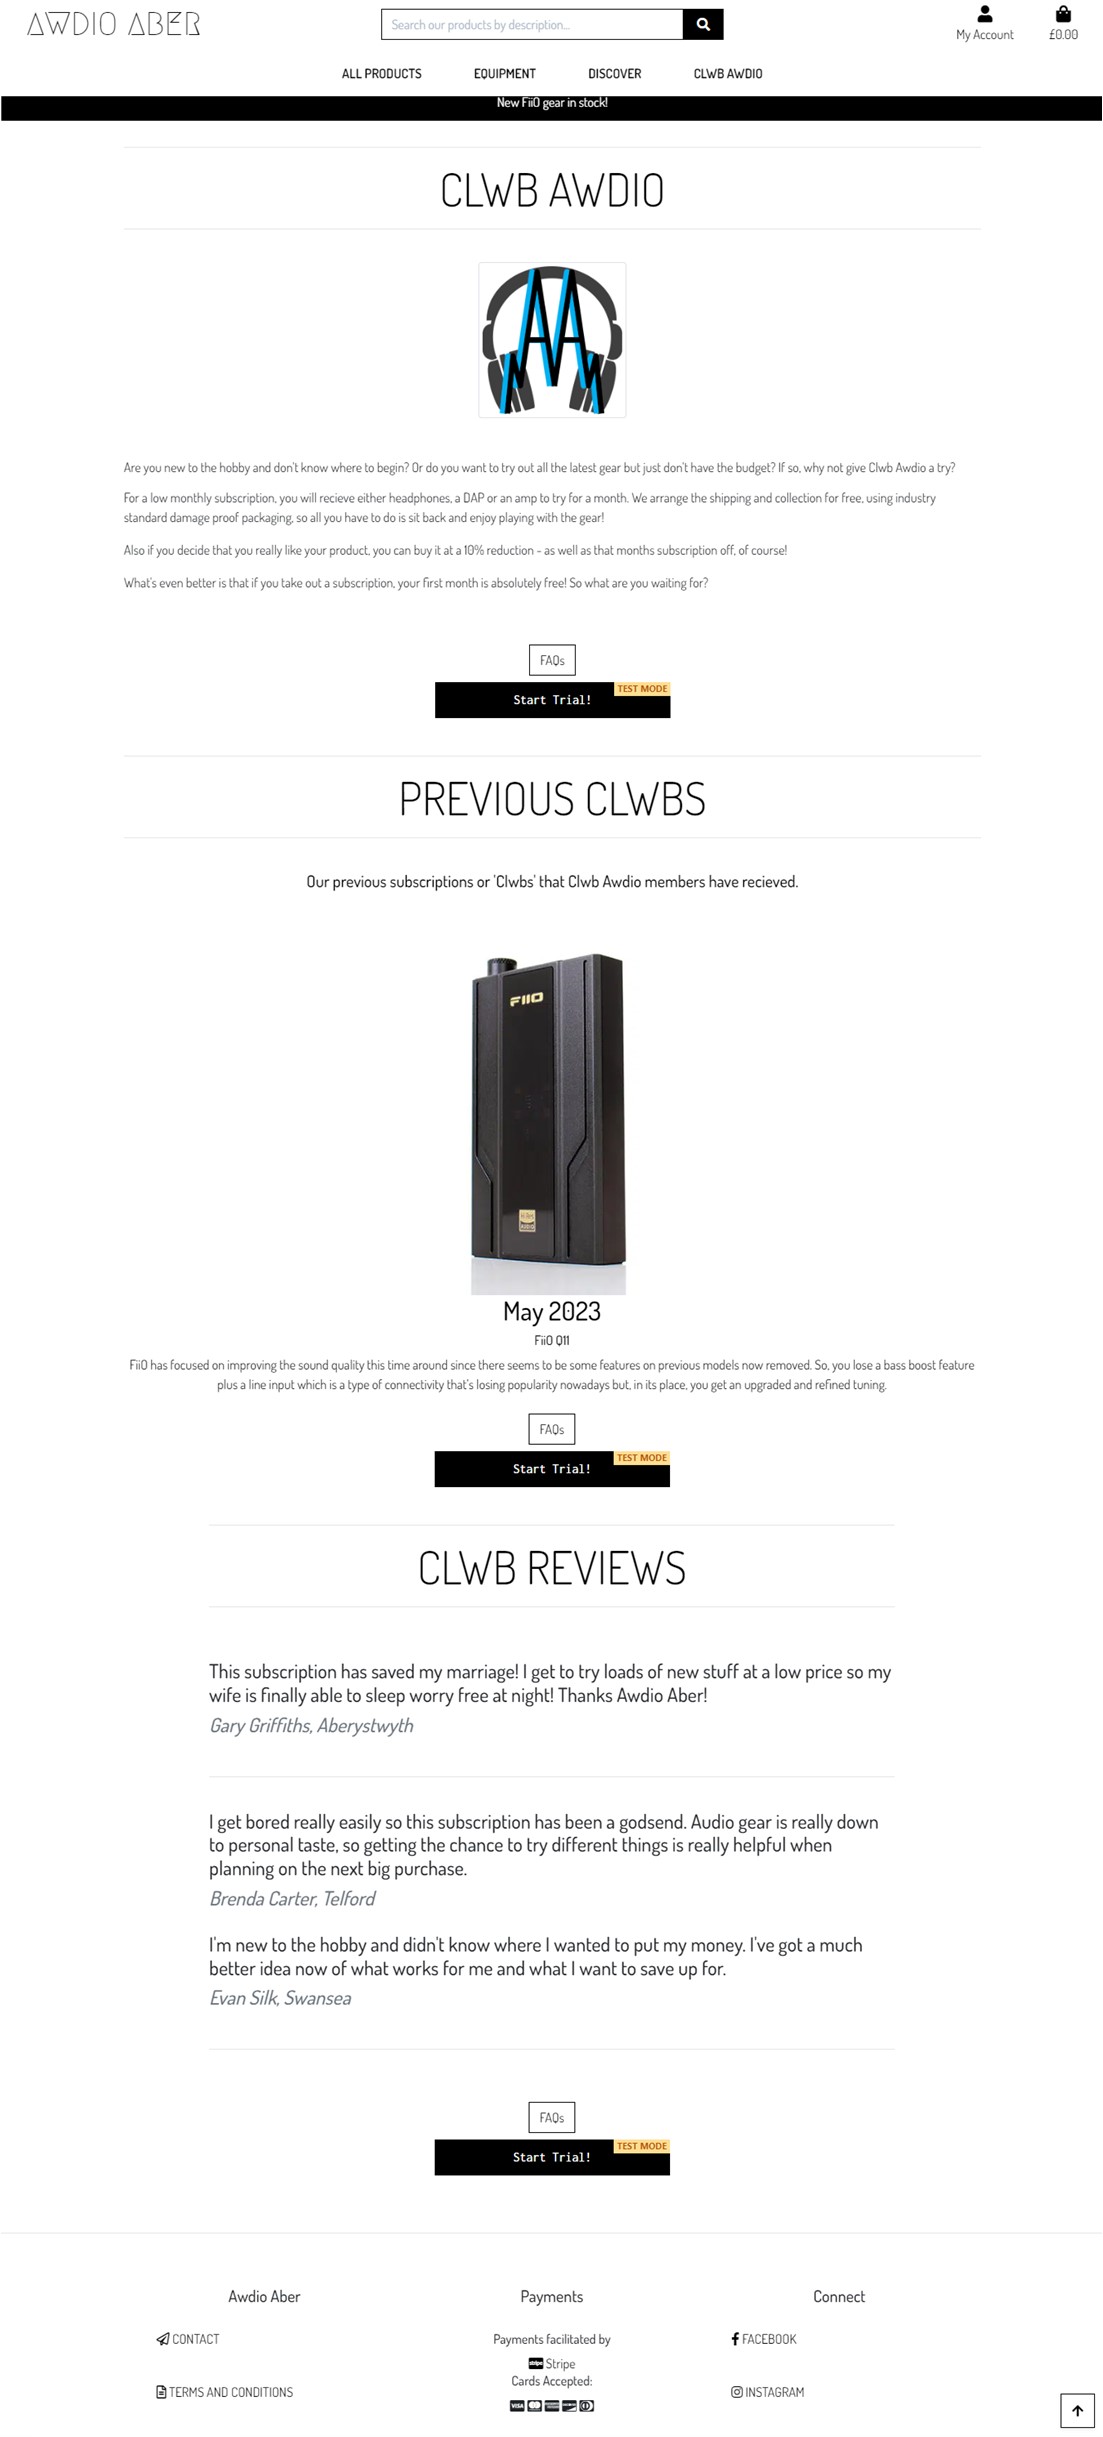 AWDIO ABER
Search our products by description...
My Account
£0.00
ALL PRODUCTS
EQUIPMENT
DISCOVER
CLWB AWDIO
New FiiO gear in stock!
CLWB AWDIO
Are you new to the hobby and don't know where to begin? Or do you want to try out all the latest gear but just don't have the budget? If so, why not give Clwb Awdio a try?
For a low monthly subscription, you will recieve either headphones, a DAP or an amp to try for a month. We arrange the shipping and collection for free, using industry
standard damage proof packaging, so all you have to do is sit back and enjoy playing with the gear!
Also if you decide that you really like your product, you can buy it at a 10% reduction - as well as that months subscription off, of course!
What's even better is that if you take out a subscription, your first month is absolutely free! So what are you waiting for?
FAQs
TEST MODE
Start Trial!
PREVIOUS CLWBS
Our previous subscriptions or 'Clwbs' that Clwb Awdio members have recieved.
FiiO
May 2023
FiiO Q11
FiiO has focused on improving the sound quality this time around since there seems to be some features on previous models now removed. So, you lose a bass boost feature
plus a line input which is a type of connectivity that's losing popularity nowadays but, in its place, you get an upgraded and refined tuning.
FAQs
TEST MODE
Start Trial!
CLWB REVIEWS
This subscription has saved my marriage! I get to try loads of new stuff at a low price so my
wife is finally able to sleep worry free at night! Thanks Awdio Aber!
Gary Griffiths, Aberystwyth
I get bored really easily so this subscription has been a godsend. Audio gear is really down
to personal taste, so getting the chance to try different things is really helpful when
planning on the next big purchase.
Brenda Carter, Telford
I'm new to the hobby and didn't know where I wanted to put my money. I've got a much
better idea now of what works for me and what I want to save up for.
Evan Silk, Swansea
FAQs
TEST MODE
Start Trial!
Awdio Aber
CONTACT
TERMS AND CONDITIONS
Payments
Payments facilitated by
Stripe
Cards Accepted:
VISA
Connect
FACEBOOK
INSTAGRAM